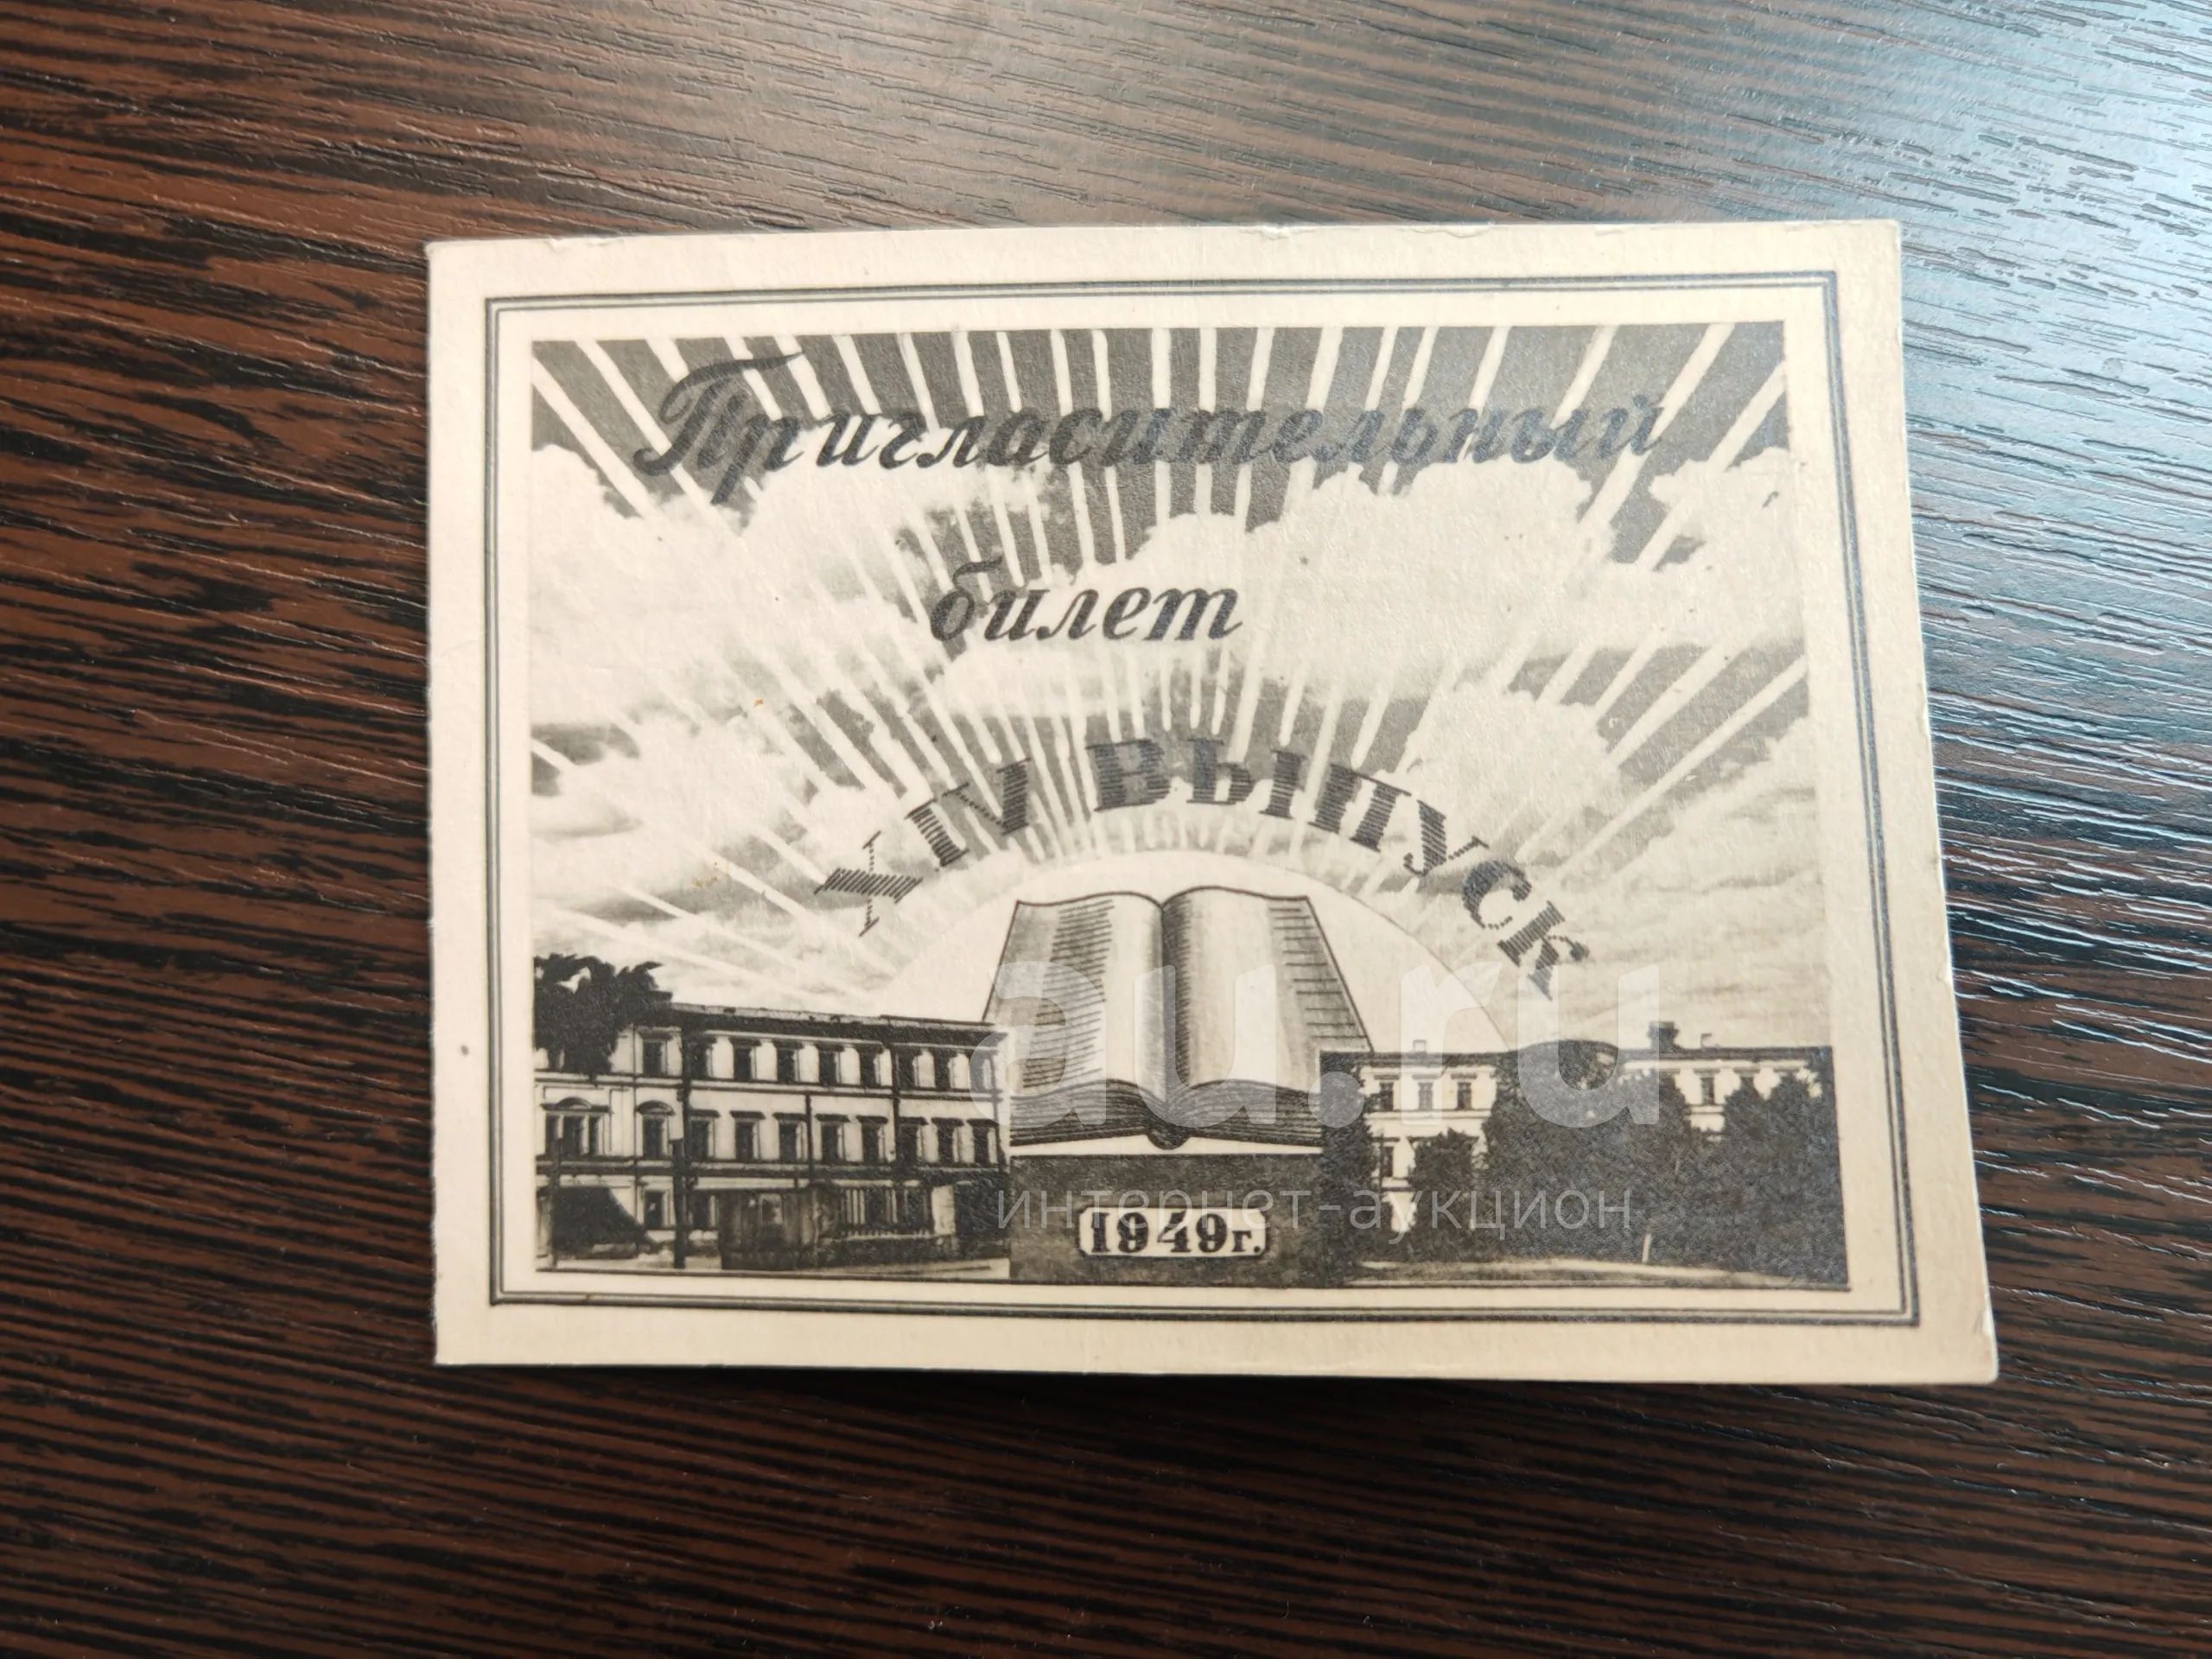 Пригласительный
билет
XIV ВЫПУСК
au.ru
интернет-аукцион
1949г.